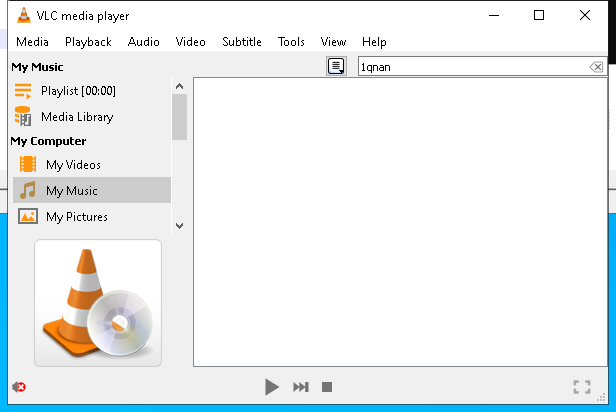 VLC media player
Media Playback Audio Video Subtitle Tools View Help
My Music
1qnan
Playlist [00:00]
Media Library
My Computer
My Videos
My Music
My Pictures